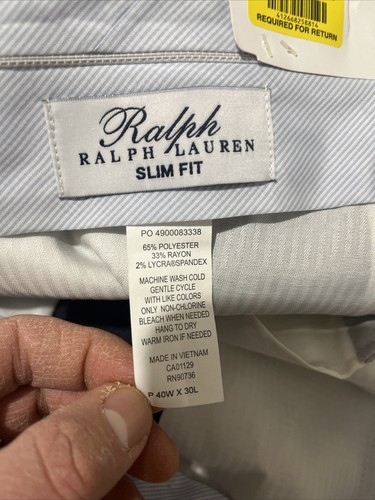 412668258814
REQUIRED FOR RETURN
Ralph
RALPH LAUREN
SLIM FIT
PO 4900083338
65% POLYESTER
33% RAYON
2% LYCRA®SPANDEX
MACHINE WASH COLD
GENTLE CYCLE
WITH LIKE COLORS
ONLY NON-CHLORINE
BLEACH WHEN NEEDED
HANG TO DRY
WARM IRON IF NEEDED
MADE IN VIETNAM
CA01129
RN90736
P 40W X 30L